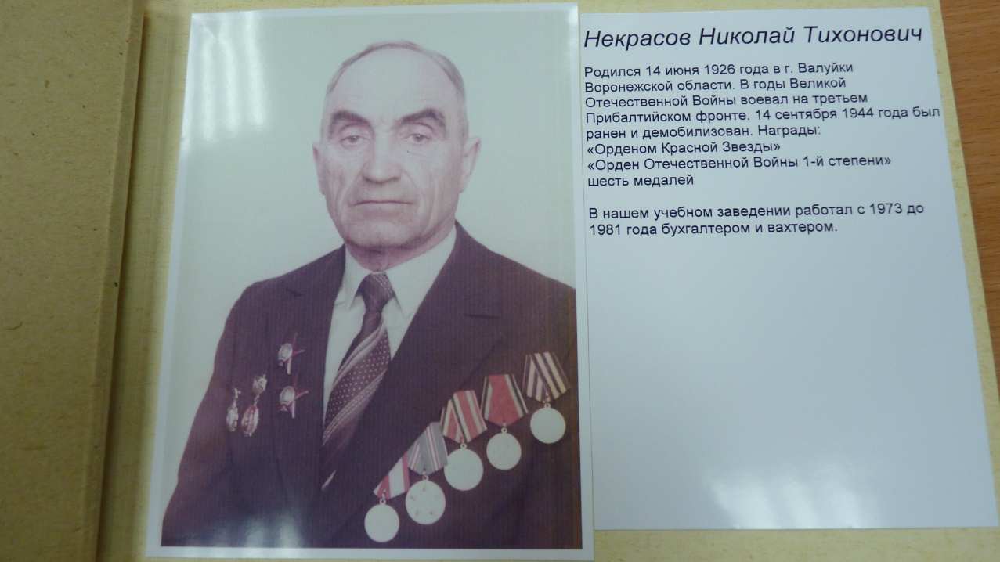 Некрасов Николай Тихонович
Родился 14 июня 1926 года в г. Валуйки
Воронежской области. В годы Великой
Отечественной Войны воевал на третьем
Прибалтийском фронте. 14 сентября 1944 года был
ранен и демобилизован. Награды:
«Орденом Красной Звезды»
«Орден Отечественной Войны 1-й степени»
шесть медалей
В нашем учебном заведении работал с 1973 до
1981 года бухгалтером и вахтером.